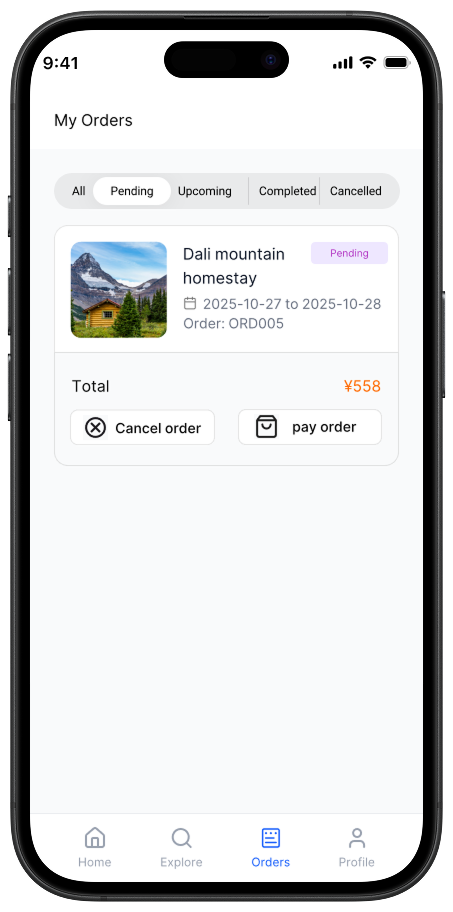 9:41
My Orders
All Pending Upcoming Completed Cancelled
Dali mountain Pending
homestay
2025-10-27 to 2025-10-28
Order: ORD005
Total ¥558
Cancel order pay order
Home Explore Orders Profile